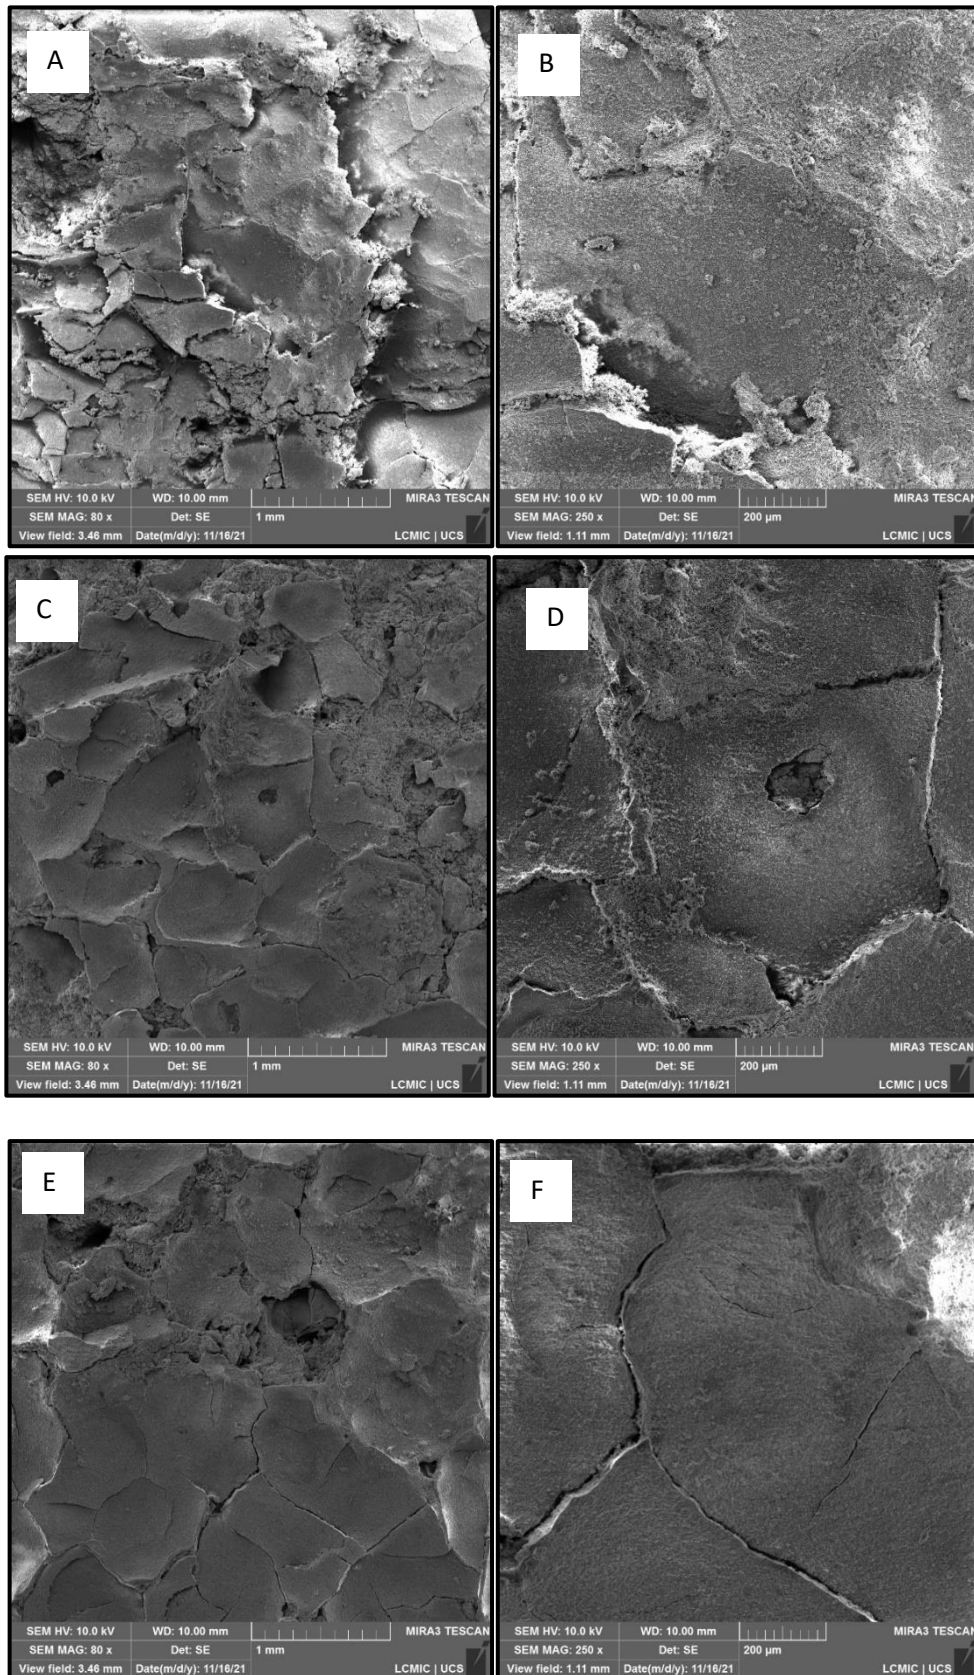 A
B
SEM HV: 10.0 kV WD: 10.00 mm MIRA3 TESCAN
SEM MAG: 80 x Det: SE 1 mm
View field: 3.46 mm Date(m/d/y): 11/16/21 LCMIC | UCS
SEM HV: 10.0 kV WD: 10.00 mm MIRA3 TESCAN
SEM MAG: 250 x Det: SE 200 µm
View field: 1.11 mm Date(m/d/y): 11/16/21 LCMIC | UCS
C
D
SEM HV: 10.0 kV WD: 10.00 mm MIRA3 TESCAN
SEM MAG: 80 x Det: SE 1 mm
View field: 3.46 mm Date(m/d/y): 11/16/21 LCMIC | UCS
SEM HV: 10.0 kV WD: 10.00 mm MIRA3 TESCAN
SEM MAG: 250 x Det: SE 200 µm
View field: 1.11 mm Date(m/d/y): 11/16/21 LCMIC | UCS
E
F
SEM HV: 10.0 kV WD: 10.00 mm MIRA3 TESCAN
SEM MAG: 80 x Det: SE 1 mm
View field: 3.46 mm Date(m/d/y): 11/16/21 LCMIC | UCS
SEM HV: 10.0 kV WD: 10.00 mm MIRA3 TESCAN
SEM MAG: 250 x Det: SE 200 µm
View field: 1.11 mm Date(m/d/y): 11/16/21 LCMIC | UCS